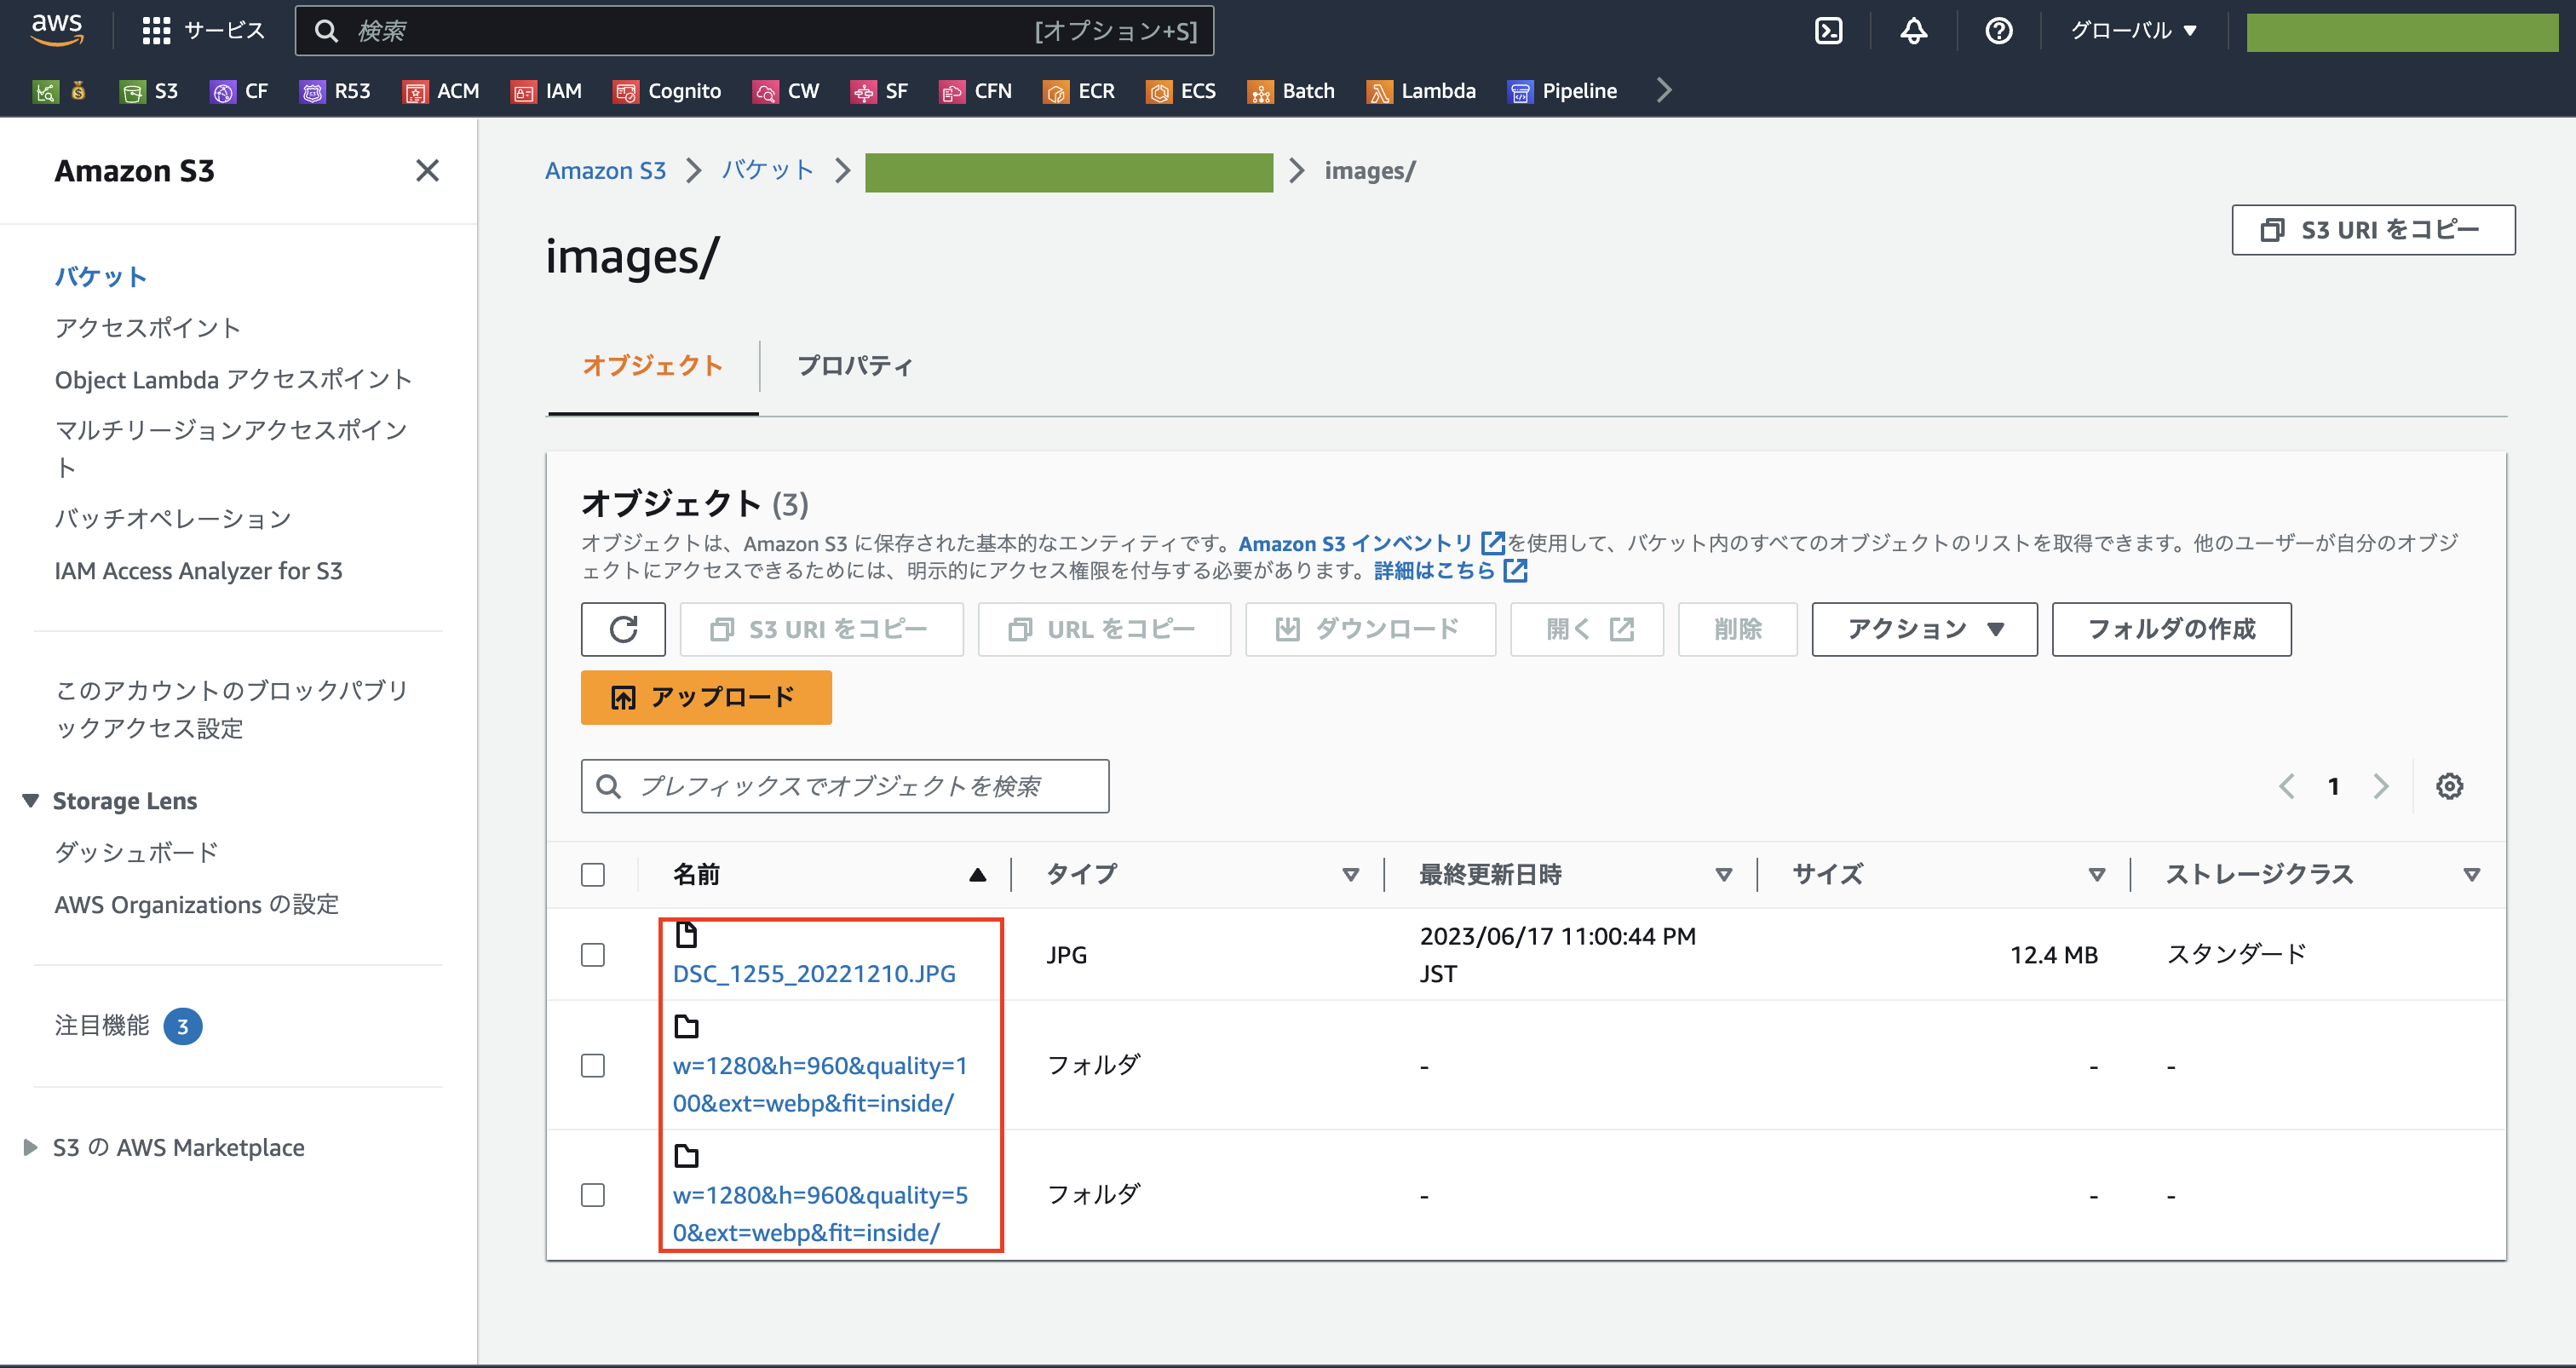 aws
サービス
検索
[オプション+S]
グローバル ▼
S3
CF
R53
ACM
IAM
Cognito
CW
SF
CFN
ECR
ECS
Batch
Lambda
Pipeline
Amazon S3
バケット
アクセスポイント
Object Lambda アクセスポイント
マルチリージョンアクセスポイン
ト
バッチオペレーション
IAM Access Analyzer for S3
このアカウントのブロックパブリ
ックアクセス設定
Storage Lens
ダッシュボード
AWS Organizations の設定
注目機能 3
S3 の AWS Marketplace
Amazon S3
バケット
images/
images/
S3 URI をコピー
オブジェクト
プロパティ
オブジェクト (3)
オブジェクトは、Amazon S3 に保存された基本的なエンティティです。Amazon S3 インベントリ を使用して、バケット内のすべてのオブジェクトのリストを取得できます。他のユーザーが自分のオブジ
ェクトにアクセスできるためには、明示的にアクセス権限を付与する必要があります。詳細はこちら
S3 URI をコピー
URL をコピー
ダウンロード
開く
削除
アクション
フォルダの作成
アップロード
プレフィックスでオブジェクトを検索
1
名前
タイプ
最終更新日時
サイズ
ストレージクラス
DSC_1255_20221210.JPG
JPG
2023/06/17 11:00:44 PM
JST
12.4 MB
スタンダード
w=1280&h=960&quality=1
00&ext=webp&fit=inside/
フォルダ
-
-
-
w=1280&h=960&quality=5
0&ext=webp&fit=inside/
フォルダ
-
-
-